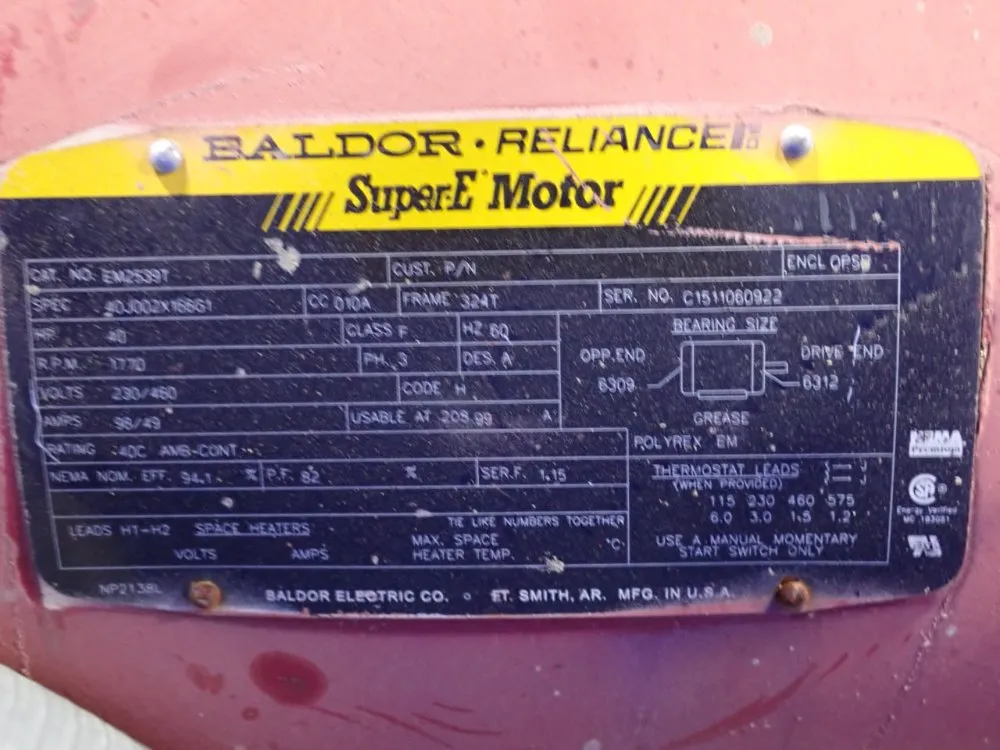 BALDOR • RELIANCE
Super-E Motor
CAT. NO. EM2539T CUST. P/N ENCL OPSB
SPEC 40J002X166G1 CC 010A FRAME 324T SER. NO. C1511060922
HP 40 CLASS F HZ 60 BEARING SIZE
R.P.M. 1770 PH. 3 DES. A OPP.END DRIVE END
VOLTS 230/460 CODE H 6309 6312
AMPS 98/49 USABLE AT 208.99 A GREASE
RATING 40C AMB-CONT POLYREX EM
NEMA NOM. EFF. 94.1 % P.F. 82 % SER.F. 1.15 THERMOSTAT LEADS
(WHEN PROVIDED)
115 230 460 575
6.0 3.0 1.5 1.2
LEADS H1-H2 SPACE HEATERS TIE LIKE NUMBERS TOGETHER
VOLTS AMPS MAX. SPACE HEATER TEMP. °C
USE A MANUAL MOMENTARY
START SWITCH ONLY
Premium
Energy Verified
NP2138L BALDOR ELECTRIC CO. FT. SMITH, AR. MFG. IN U.S.A.